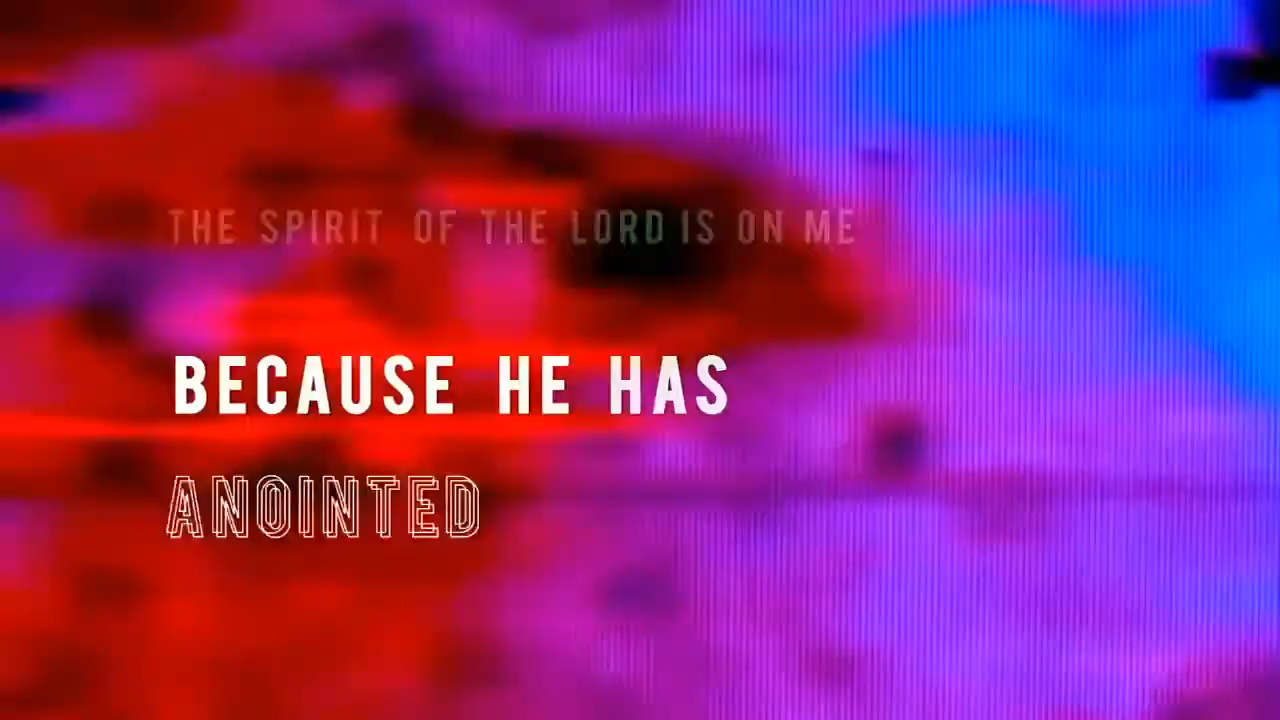 THE SPIRIT OF THE LORD IS ON ME
BECAUSE HE HAS
ANOINTED